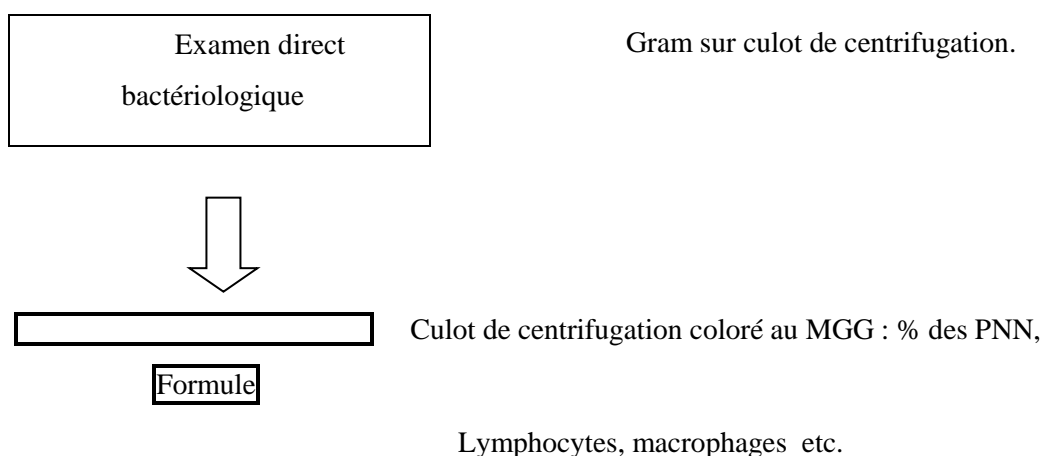 Examen direct
bactériologique
Gram sur culot de centrifugation.
Culot de centrifugation coloré au MGG : % des PNN,
Formule
Lymphocytes, macrophages etc.